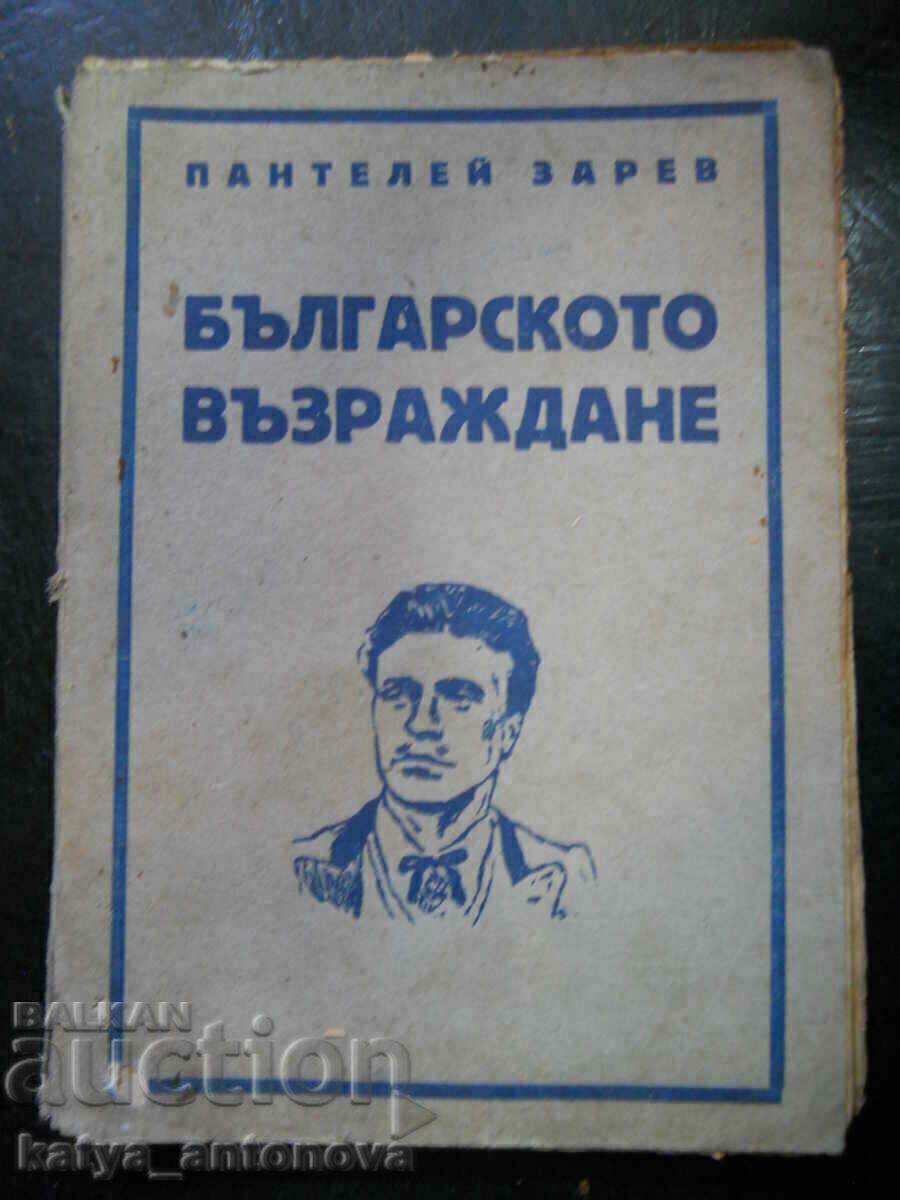 ПАНТЕЛЕЙ ЗАРЕВ
БЪЛГАРСКОТО
ВЪЗРАЖДАНЕ
BALKAN
auction
katya_antonova